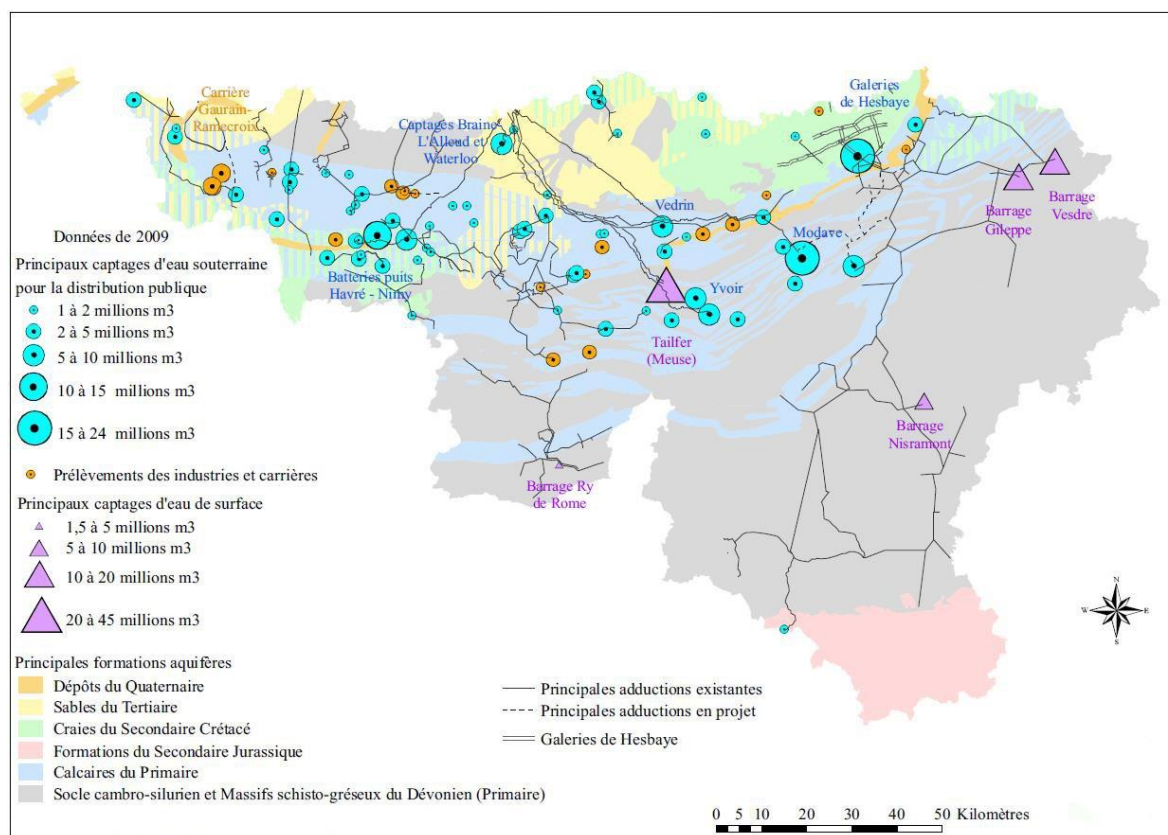 Carrière
Gaurain-
Ramecroix
Captages Braine
L'Alleud et
Waterloo
Galeries
de Hesbaye
Barrage
Gileppe
Barrage
Vesdre
Vedrin
Modave
Batteries puits
Havré - Nimy
Yvoir
Tailfer
(Meuse)
Barrage
Nisramont
Barrage Ry
de Rome
Données de 2009
Principaux captages d'eau souterraine
pour la distribution publique
1 à 2 millions m3
2 à 5 millions m3
5 à 10 millions m3
10 à 15 millions m3
15 à 24 millions m3
Prélèvements des industries et carrières
Principaux captages d'eau de surface
1,5 à 5 millions m3
5 à 10 millions m3
10 à 20 millions m3
20 à 45 millions m3
Principales formations aquifères
Dépôts du Quaternaire
Sables du Tertiaire
Craies du Secondaire Crétacé
Formations du Secondaire Jurassique
Calcaires du Primaire
Socle cambro-silurien et Massifs schisto-gréseux du Dévonien (Primaire)
Principales adductions existantes
Principales adductions en projet
Galeries de Hesbaye
N
W
E
S
0 5 10 20 30 40 50 Kilomètres